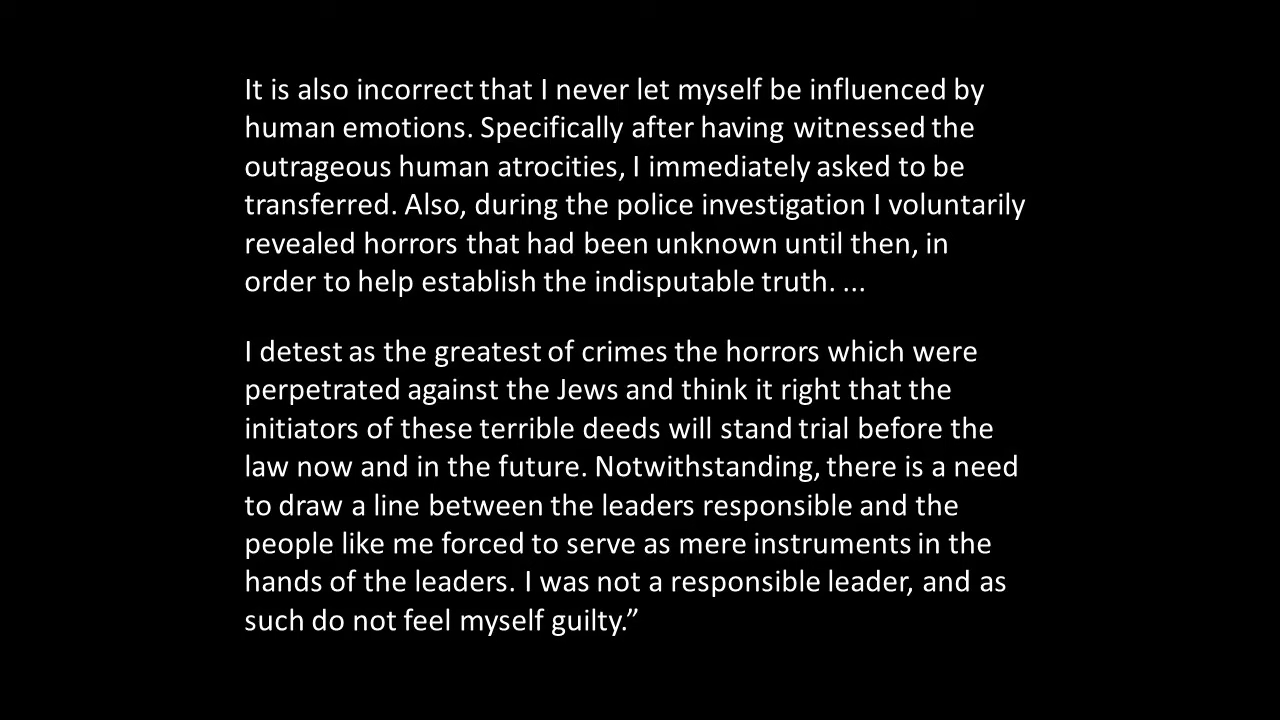 It is also incorrect that I never let myself be influenced by
human emotions. Specifically after having witnessed the
outrageous human atrocities, I immediately asked to be
transferred. Also, during the police investigation I voluntarily
revealed horrors that had been unknown until then, in
order to help establish the indisputable truth. ...
I detest as the greatest of crimes the horrors which were
perpetrated against the Jews and think it right that the
initiators of these terrible deeds will stand trial before the
law now and in the future. Notwithstanding, there is a need
to draw a line between the leaders responsible and the
people like me forced to serve as mere instruments in the
hands of the leaders. I was not a responsible leader, and as
such do not feel myself guilty.”